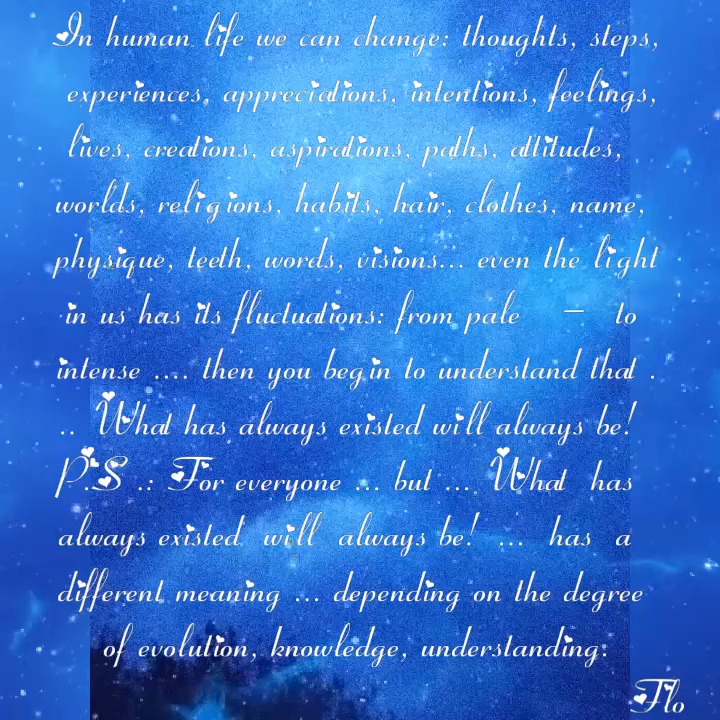 In human life we can change: thoughts, steps,
experiences, appreciations, intentions, feelings,
lives, creations, aspirations, paths, attitudes,
worlds, religions, habits, hair, clothes, name,
physique, teeth, words, visions... even the light
in us has its fluctuations: from pale – to
intense .... then you begin to understand that .
.. What has always existed will always be!
P.S .: For everyone ... but .... What has
always existed will always be! ... has a
different meaning ... depending on the degree
of evolution, knowledge, understanding.
Flo